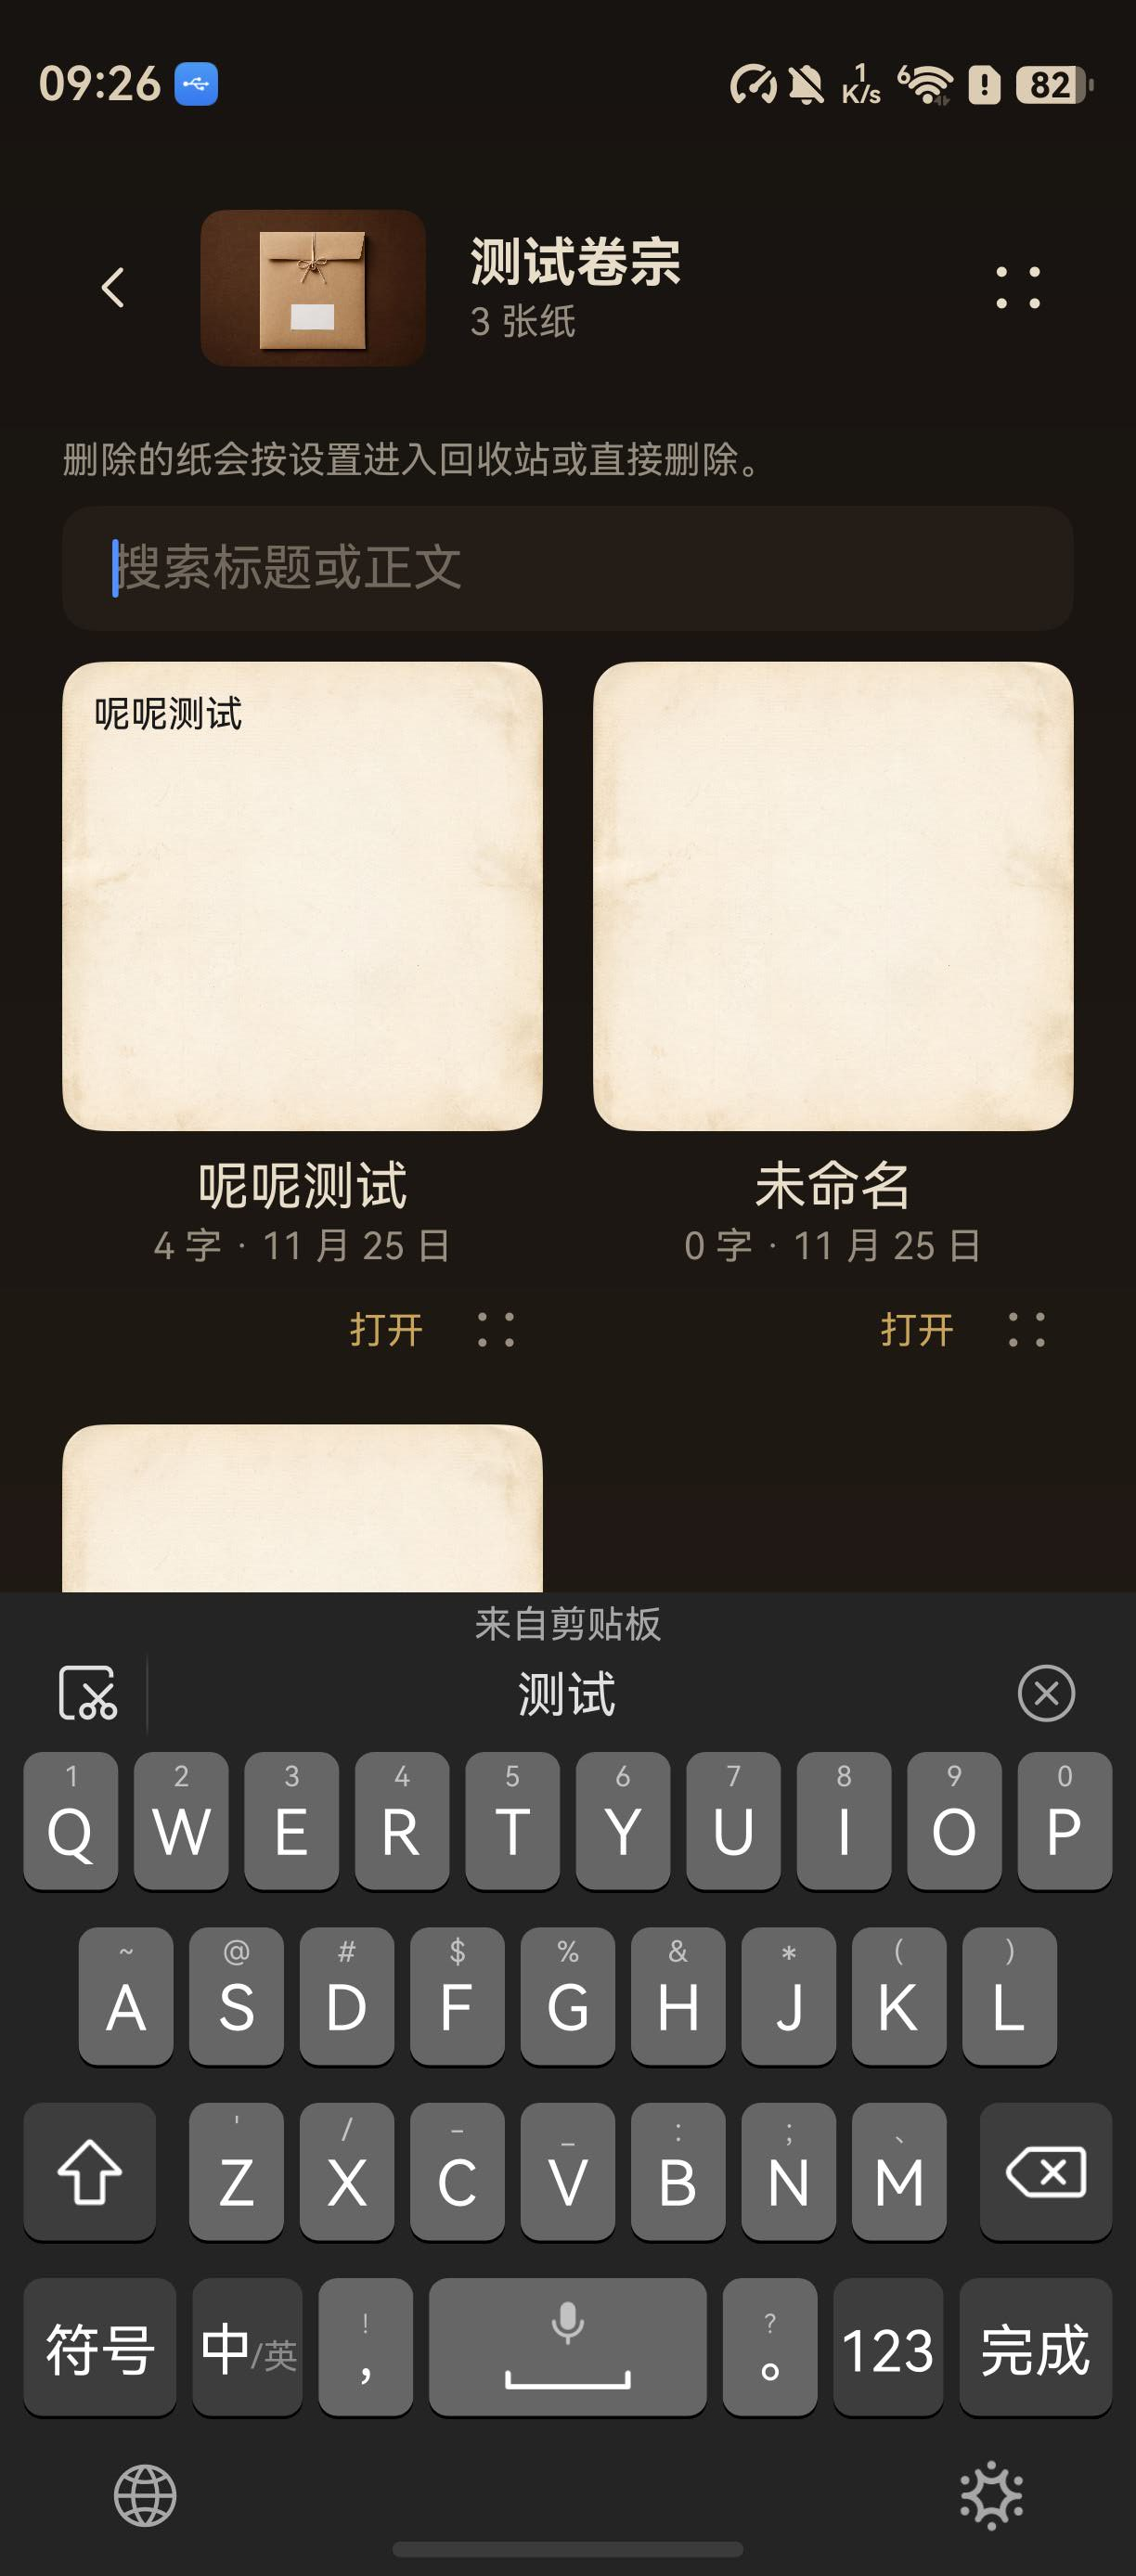 09:26
1 K/s
6
82
测试卷宗
3 张纸
删除的纸会按设置进入回收站或直接删除。
搜索标题或正文
呢呢测试
呢呢测试
未命名
4 字 · 11 月 25 日
0 字 · 11 月 25 日
打开
打开
来自剪贴板
测试
1 2 3 4 5 6 7 8 9 0
Q W E R T Y U I O P
~ @ # $ % & * ( )
A S D F G H J K L
' / - _ : ; 、
Z X C V B N M
! ?
符号 中/英 , 。 123 完成